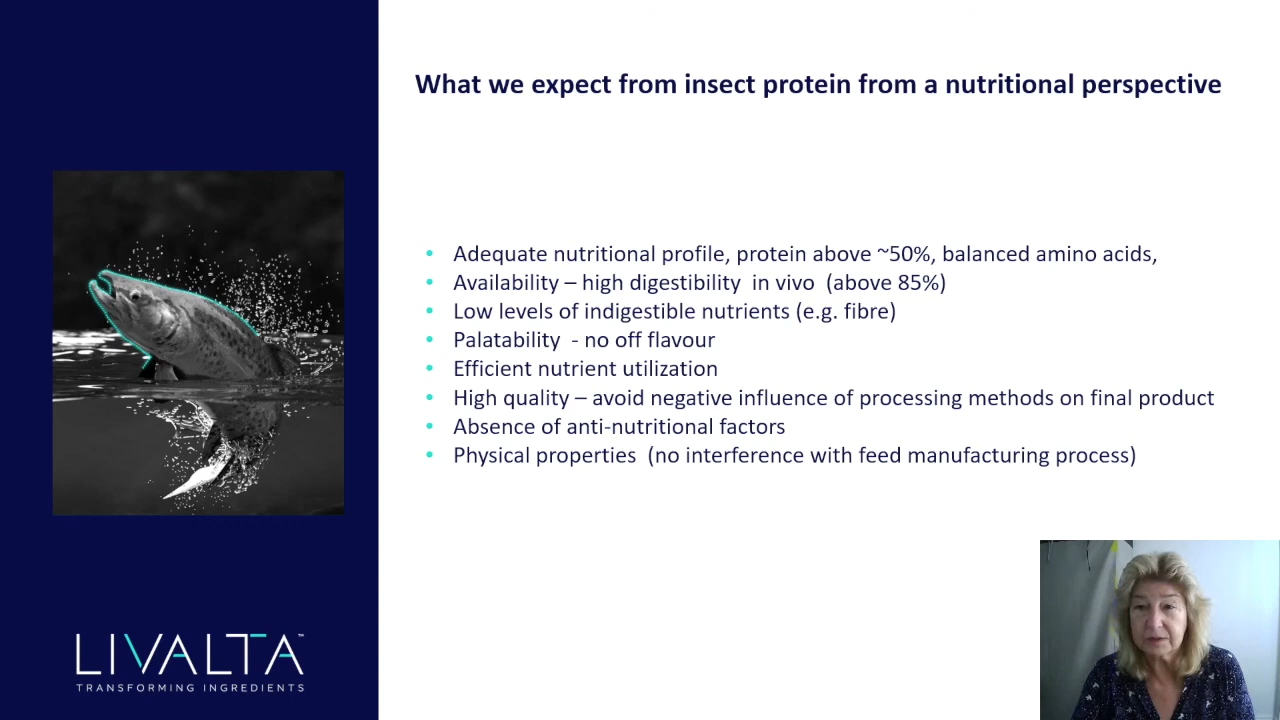 What we expect from insect protein from a nutritional perspective
• Adequate nutritional profile, protein above ~50%, balanced amino acids,
• Availability – high digestibility in vivo (above 85%)
• Low levels of indigestible nutrients (e.g. fibre)
• Palatability - no off flavour
• Efficient nutrient utilization
• High quality – avoid negative influence of processing methods on final product
• Absence of anti-nutritional factors
• Physical properties (no interference with feed manufacturing process)
LIVALTA™
TRANSFORMING INGREDIENTS